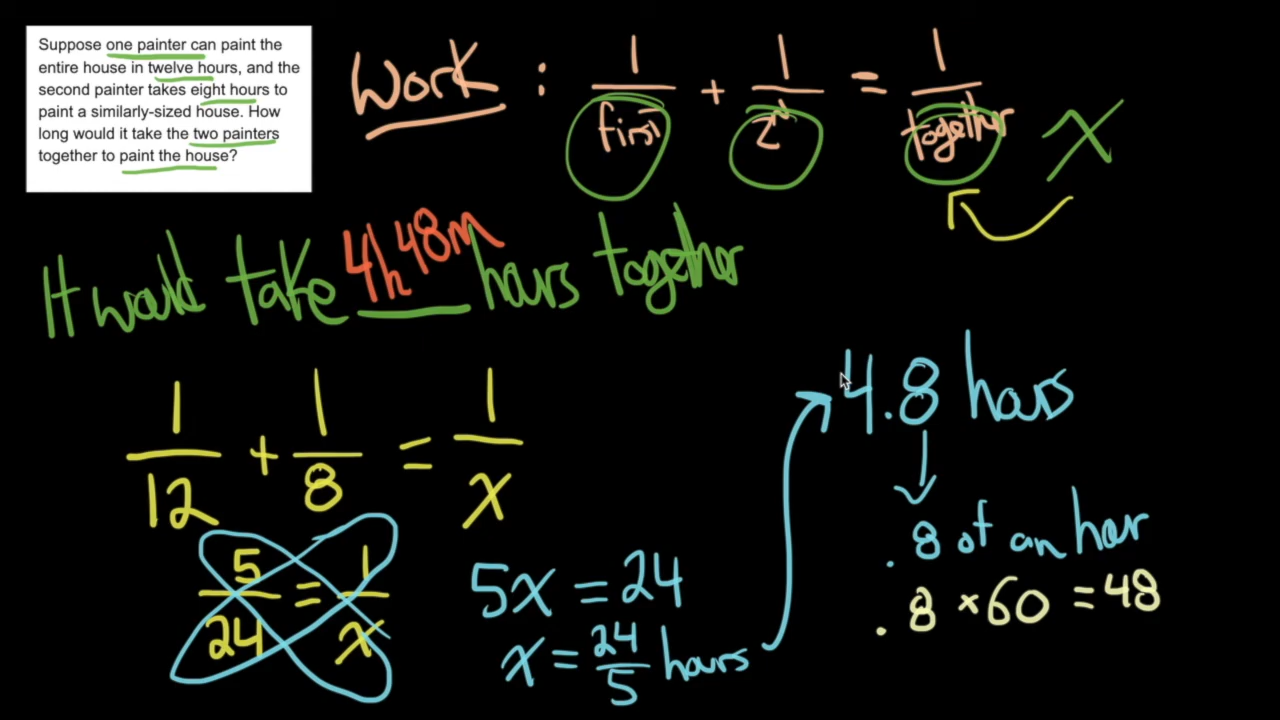 Suppose one painter can paint the
entire house in twelve hours, and the
second painter takes eight hours to
paint a similarly-sized house. How
long would it take the two painters
together to paint the house?
Work : 1/first + 1/2nd = 1/together x
It would take 4h 48m hours together
1/12 + 1/8 = 1/x
5/24 = 1/x
5x = 24
x = 24/5 hours
4.8 hours
.8 of an hour
.8 × 60 = 48